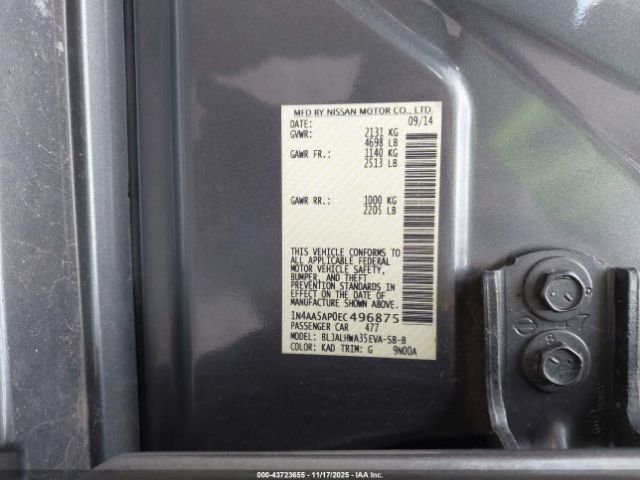 MFD BY NISSAN MOTOR CO., LTD.
DATE: 09/14
GVWR: 2131 KG
4698 LB
GAWR FR.: 1140 KG
2513 LB
GAWR RR.: 1000 KG
2205 LB
THIS VEHICLE CONFORMS TO
ALL APPLICABLE FEDERAL
MOTOR VEHICLE SAFETY,
BUMPER, AND THEFT
PREVENTION STANDARDS IN
EFFECT ON THE DATE OF
MANUFACTURE SHOWN ABOVE.
1N4AA5AP0EC496875
PASSENGER CAR 477
MODEL: BLJALHWA35EVA-SB-B
COLOR: KAD TRIM: G 9N00A
47
8
000-43723655 - 11/17/2025 - IAA Inc.